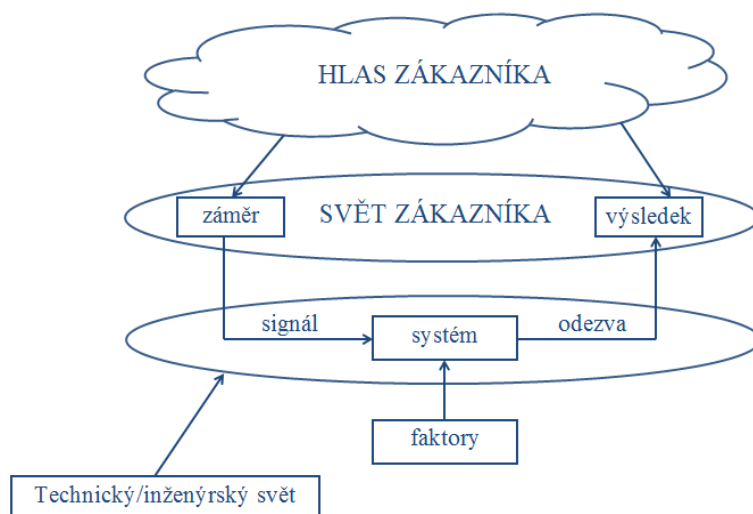 HLAS ZÁKAZNÍKA
záměr
SVĚT ZÁKAZNÍKA
výsledek
signál
systém
odezva
faktory
Technický/inženýrský svět